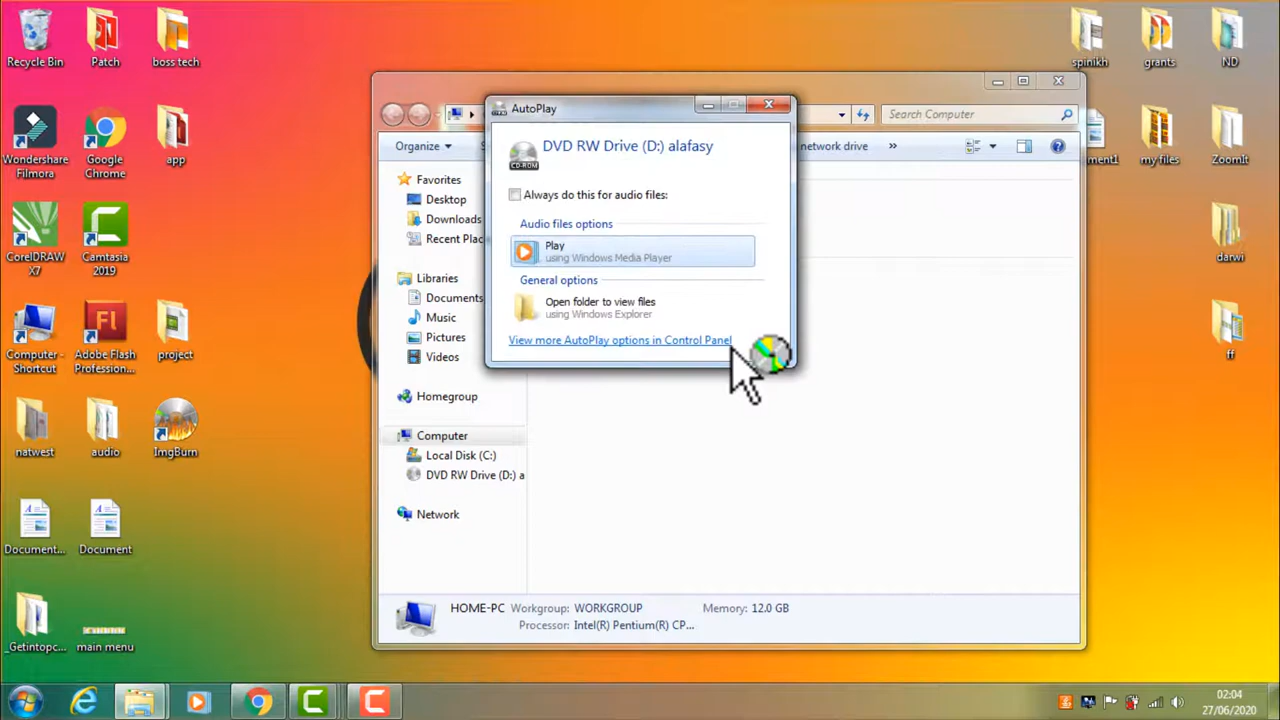 Recycle Bin
Patch
boss tech
spinikh
grants
ND
Wondershare
Filmora
Google
Chrome
app
ment1
my files
ZoomIt
CorelDRAW
X7
Camtasia
2019
darwi
Computer -
Shortcut
Adobe Flash
Profession...
project
ff
natwest
audio
ImgBurn
Document...
Document
_Getintopc...
main menu
Search Computer
Organize
network drive
»
Favorites
Desktop
Downloads
Recent Plac
Libraries
Documents
Music
Pictures
Videos
Homegroup
Computer
Local Disk (C:)
DVD RW Drive (D:) a
Network
AutoPlay
DVD RW Drive (D:) alafasy
CD-ROM
Always do this for audio files:
Audio files options
Play
using Windows Media Player
General options
Open folder to view files
using Windows Explorer
View more AutoPlay options in Control Panel
HOME-PC Workgroup: WORKGROUP Memory: 12.0 GB
Processor: Intel(R) Pentium(R) CP...
02:04
27/06/2020